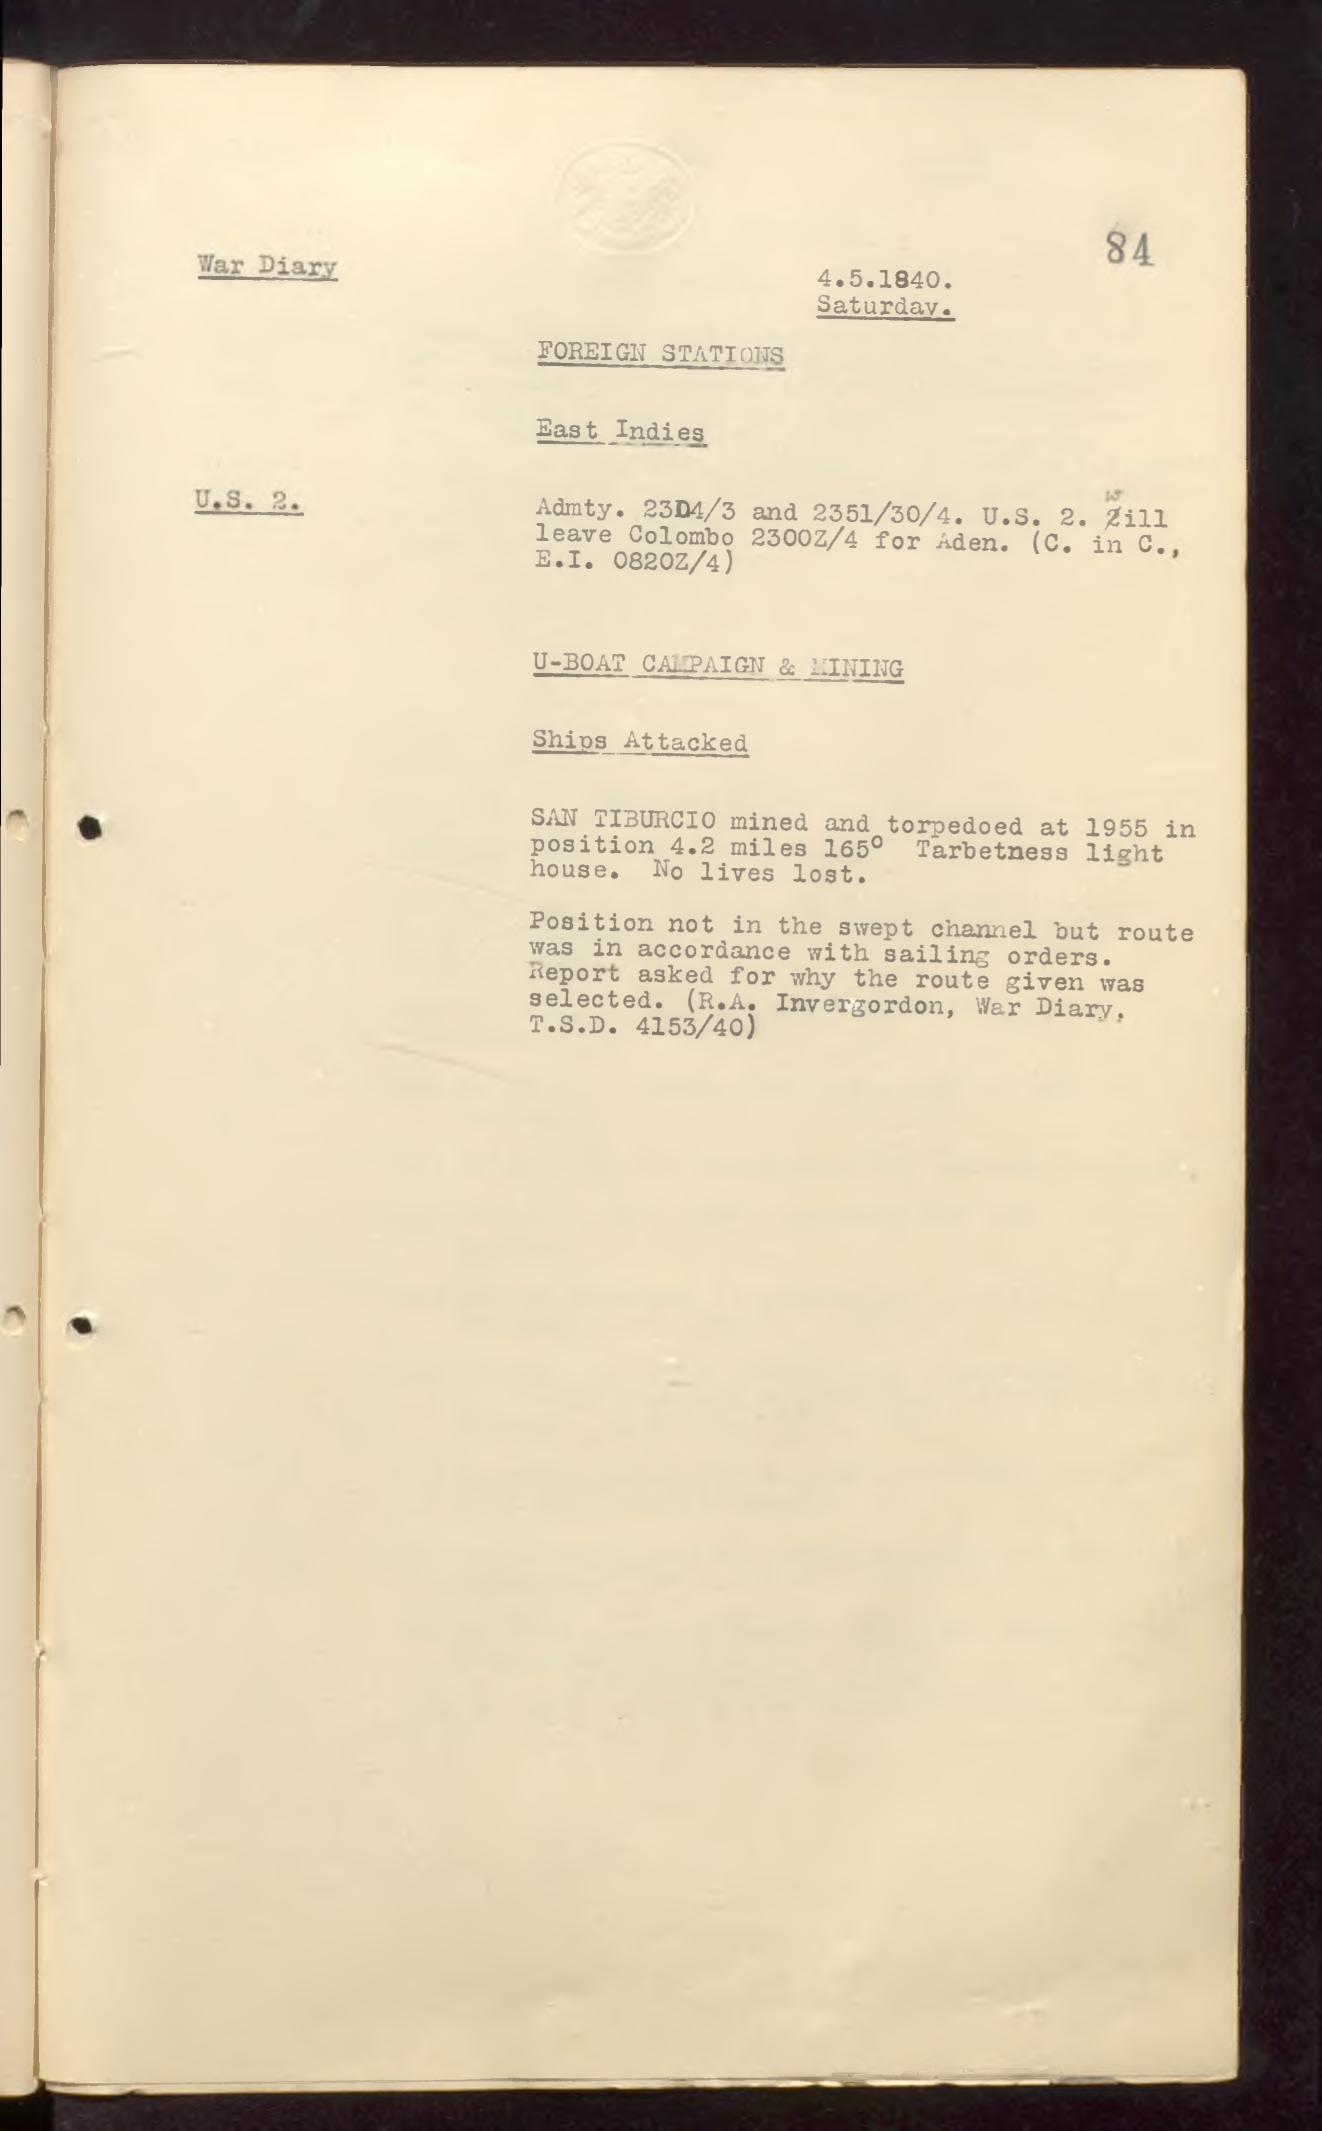 84
War Diary
4.5.1840.
Saturday.
FOREIGN STATIONS
East Indies
U.S. 2.
Admty. 23D4/3 and 2351/30/4. U.S. 2. will
leave Colombo 2300Z/4 for Aden. (C. in C.,
E.I. 0820Z/4)
U-BOAT CAMPAIGN & MINING
Ships Attacked
SAN TIBURCIO mined and torpedoed at 1955 in
position 4.2 miles 165° Tarbetness light
house. No lives lost.
Position not in the swept channel but route
was in accordance with sailing orders.
Report asked for why the route given was
selected. (R.A. Invergordon, War Diary,
T.S.D. 4153/40)